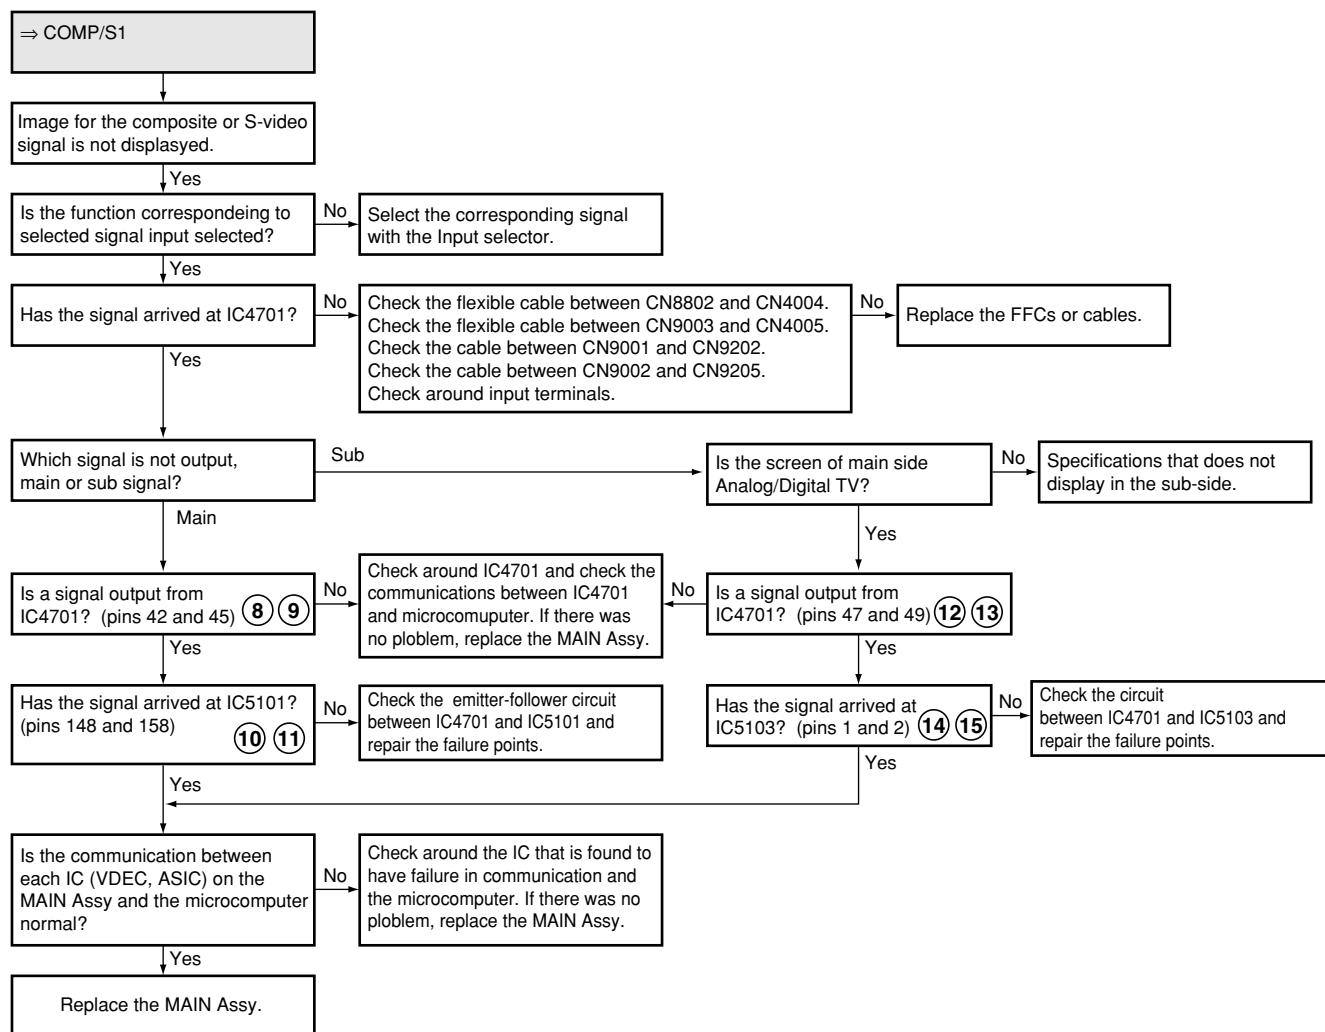 ⇒ COMP/S1
Image for the composite or S-video
signal is not displasyed.
Yes
Is the function correspondeing to
selected signal input selected?
No
Select the corresponding signal
with the Input selector.
Yes
Has the signal arrived at IC4701?
No
Check the flexible cable between CN8802 and CN4004.
Check the flexible cable between CN9003 and CN4005.
Check the cable between CN9001 and CN9202.
Check the cable between CN9002 and CN9205.
Check around input terminals.
No
Replace the FFCs or cables.
Yes
Which signal is not output,
main or sub signal?
Sub
Is the screen of main side
Analog/Digital TV?
No
Specifications that does not
display in the sub-side.
Main
Yes
Is a signal output from
IC4701? (pins 42 and 45) 8 9
No
Check around IC4701 and check the
communications between IC4701
and microcomuputer. If there was
no ploblem, replace the MAIN Assy.
No
Is a signal output from
IC4701? (pins 47 and 49) 12 13
Yes
Yes
Has the signal arrived at IC5101?
(pins 148 and 158)
10 11
No
Check the emitter-follower circuit
between IC4701 and IC5101 and
repair the failure points.
Has the signal arrived at
IC5103? (pins 1 and 2) 14 15
No
Check the circuit
between IC4701 and IC5103 and
repair the failure points.
Yes
Yes
Is the communication between
each IC (VDEC, ASIC) on the
MAIN Assy and the microcomputer
normal?
No
Check around the IC that is found to
have failure in communication and
the microcomputer. If there was no
ploblem, replace the MAIN Assy.
Yes
Replace the MAIN Assy.